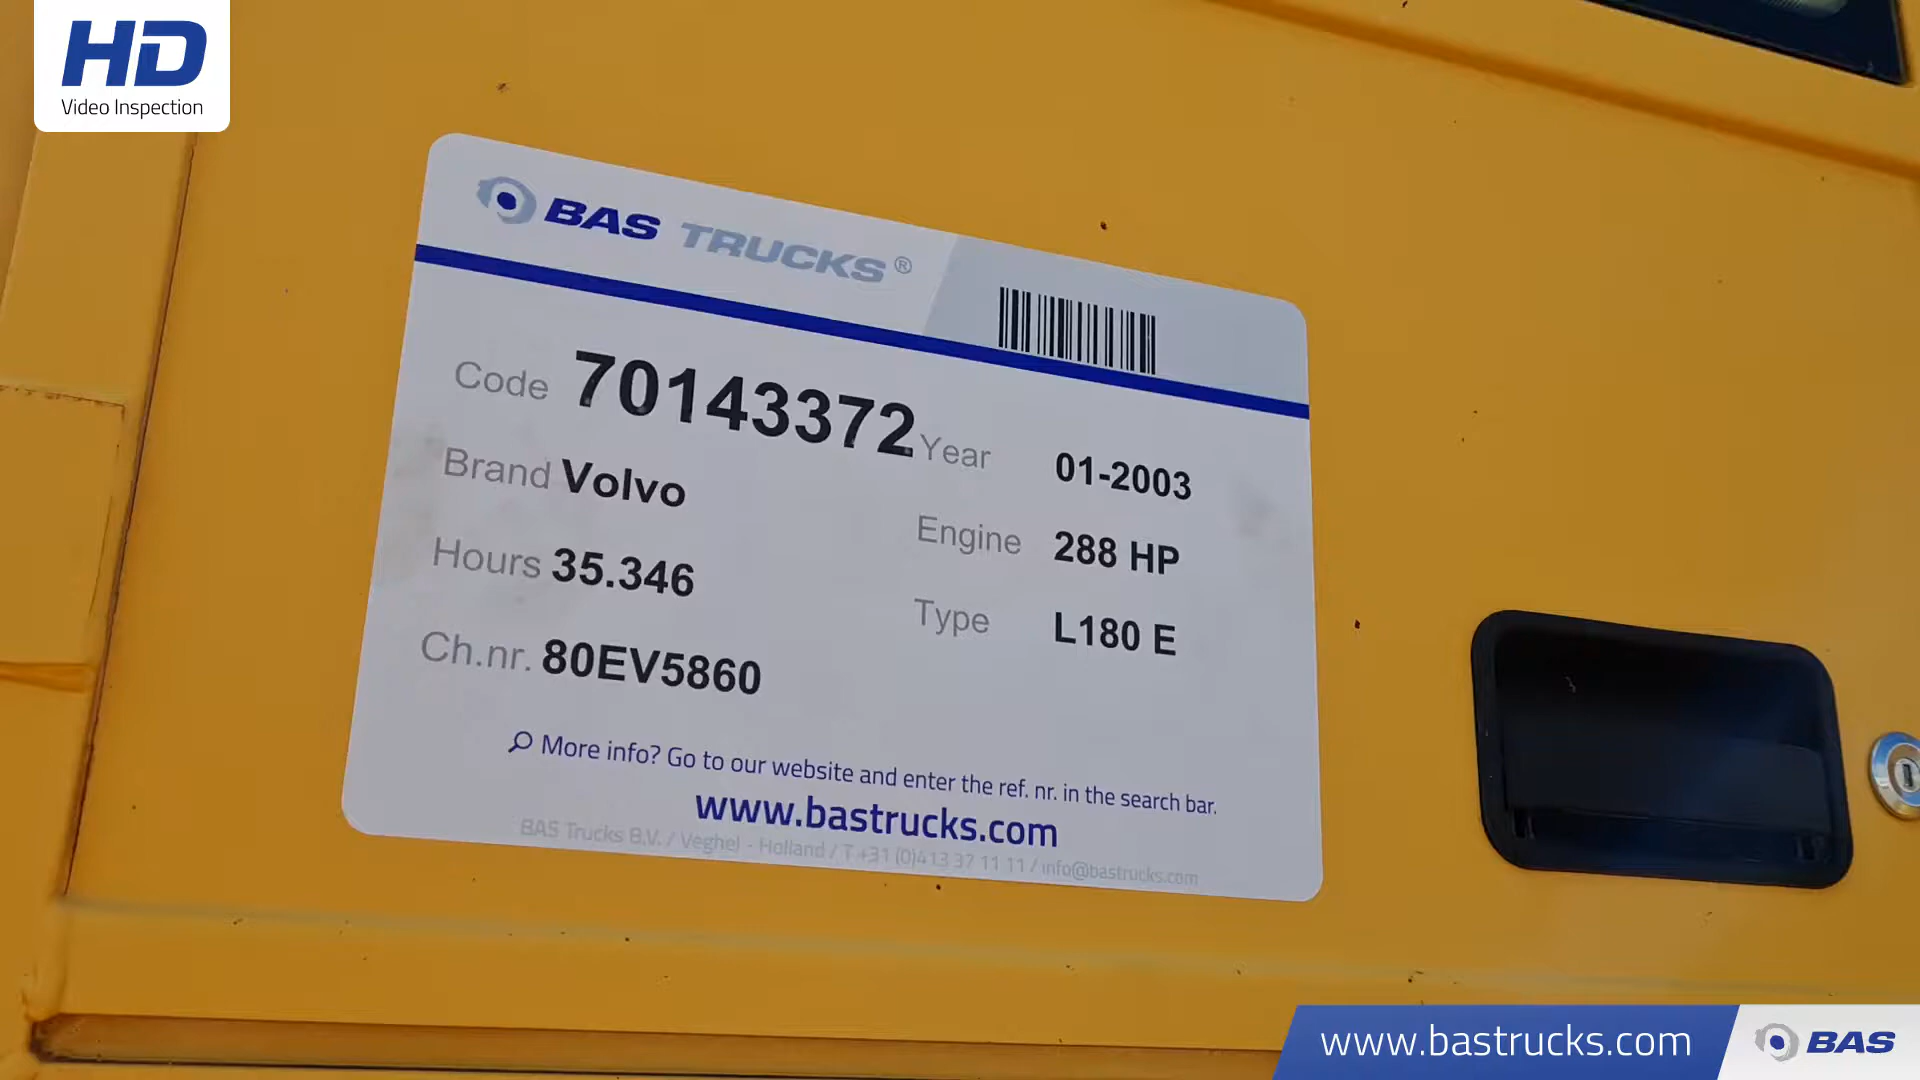 HD
Video Inspection
BAS TRUCKS®
Code 70143372
Year 01-2003
Brand Volvo
Engine 288 HP
Hours 35.346
Type L180 E
Ch.nr. 80EV5860
More info? Go to our website and enter the ref. nr. in the search bar.
www.bastrucks.com
BAS Trucks B.V. / Veghel - Holland / T +31 (0)413 37 11 11 / info@bastrucks.com
www.bastrucks.com
BAS